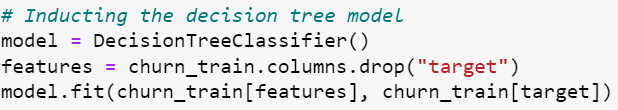 # Inducting the decision tree model
model = DecisionTreeClassifier()
features = churn_train.columns.drop("target")
model.fit(churn_train[features], churn_train[target])